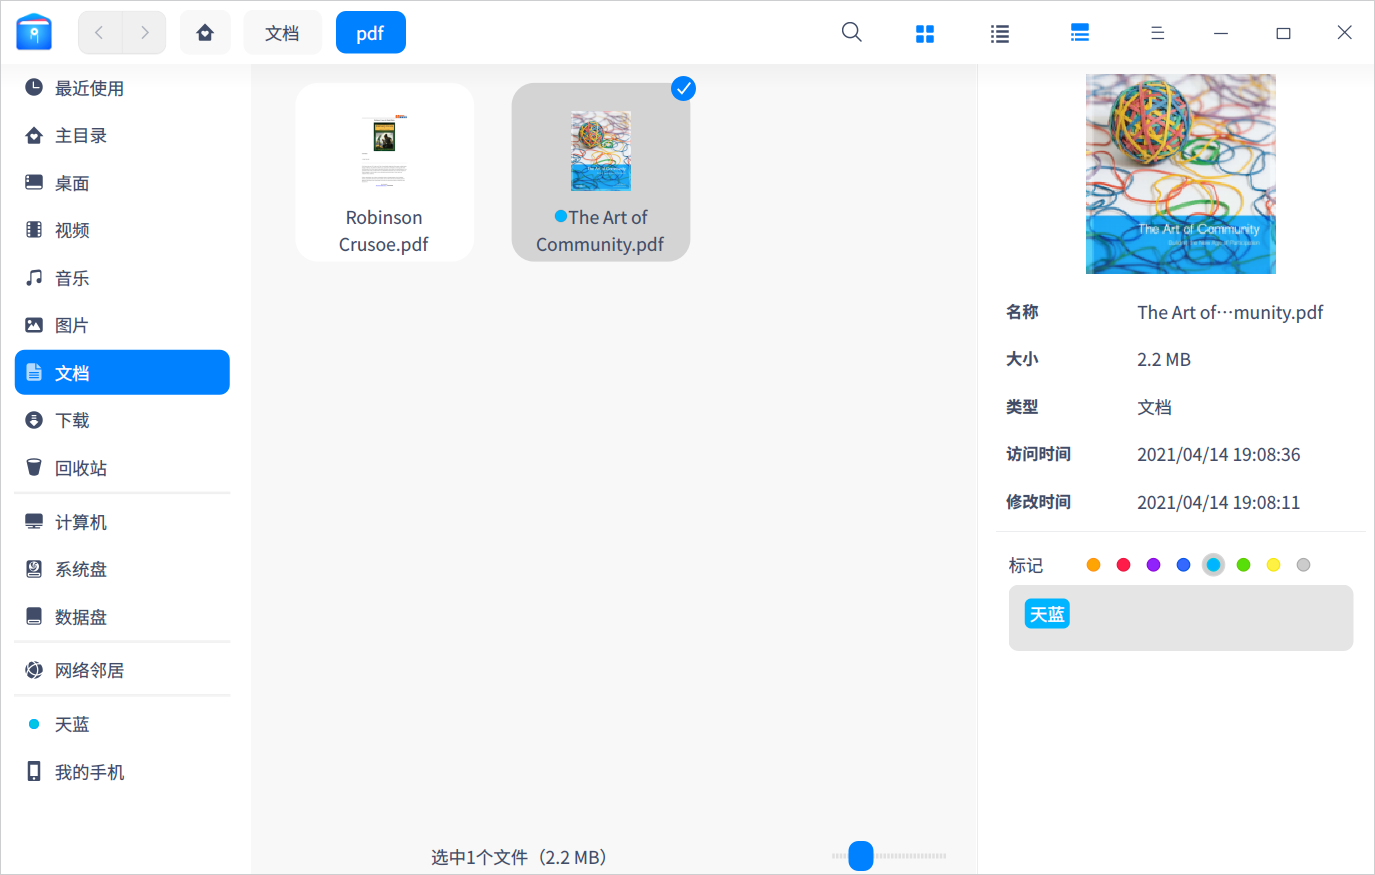 文档
pdf
最近使用
主目录
桌面
视频
音乐
图片
文档
下载
回收站
计算机
系统盘
数据盘
网络邻居
天蓝
我的手机
Robinson
Crusoe.pdf
The Art of
Community.pdf
选中1个文件（2.2 MB）
The Art of Community
名称
The Art of⋯munity.pdf
大小
2.2 MB
类型
文档
访问时间
2021/04/14 19:08:36
修改时间
2021/04/14 19:08:11
标记
天蓝